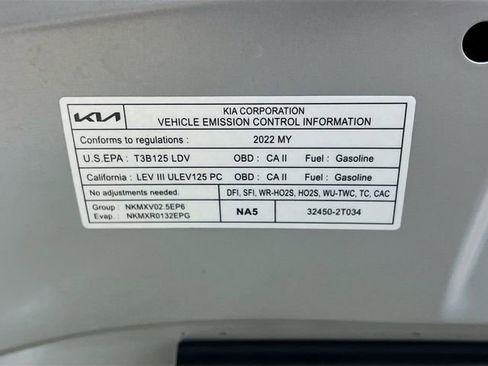 KIA
KIA CORPORATION
VEHICLE EMISSION CONTROL INFORMATION
Conforms to regulations : 2022 MY
U.S.EPA : T3B125 LDV OBD : CA II Fuel : Gasoline
California : LEV III ULEV125 PC OBD : CA II Fuel : Gasoline
No adjustments needed. DFI, SFI, WR-HO2S, HO2S, WU-TWC, TC, CAC
Group : NKMXV02.5EP6
Evap. : NKMXR0132EPG
NA5
32450-2T034